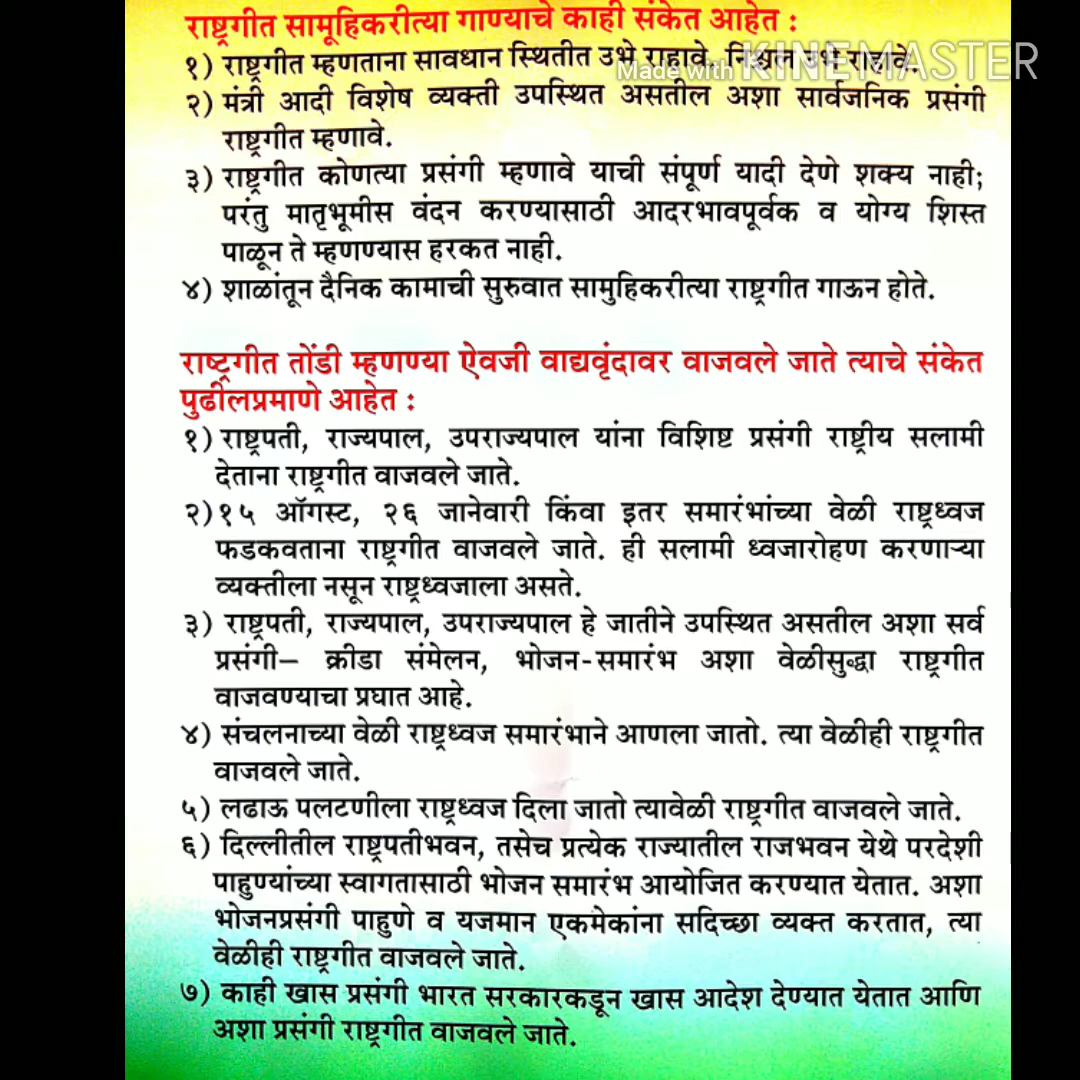 राष्ट्रगीत सामूहिकरीत्या गाण्याचे काही संकेत आहेत :
१) राष्ट्रगीत म्हणताना सावधान स्थितीत उभे राहावे. निश्चल उभे राहावे.
Made with KINEMASTER
२) मंत्री आदी विशेष व्यक्ती उपस्थित असतील अशा सार्वजनिक प्रसंगी
राष्ट्रगीत म्हणावे.
३) राष्ट्रगीत कोणत्या प्रसंगी म्हणावे याची संपूर्ण यादी देणे शक्य नाही;
परंतु मातृभूमीस वंदन करण्यासाठी आदरभावपूर्वक व योग्य शिस्त
पाळून ते म्हणण्यास हरकत नाही.
४) शाळांतून दैनिक कामाची सुरुवात सामुहिकरीत्या राष्ट्रगीत गाऊन होते.
राष्ट्रगीत तोंडी म्हणण्या ऐवजी वाद्यवृंदावर वाजवले जाते त्याचे संकेत
पुढीलप्रमाणे आहेत :
१) राष्ट्रपती, राज्यपाल, उपराज्यपाल यांना विशिष्ट प्रसंगी राष्ट्रीय सलामी
देताना राष्ट्रगीत वाजवले जाते.
२) १५ ऑगस्ट, २६ जानेवारी किंवा इतर समारंभांच्या वेळी राष्ट्रध्वज
फडकवताना राष्ट्रगीत वाजवले जाते. ही सलामी ध्वजारोहण करणाऱ्या
व्यक्तीला नसून राष्ट्रध्वजाला असते.
३) राष्ट्रपती, राज्यपाल, उपराज्यपाल हे जातीने उपस्थित असतील अशा सर्व
प्रसंगी– क्रीडा संमेलन, भोजन-समारंभ अशा वेळीसुद्धा राष्ट्रगीत
वाजवण्याचा प्रघात आहे.
४) संचलनाच्या वेळी राष्ट्रध्वज समारंभाने आणला जातो. त्या वेळीही राष्ट्रगीत
वाजवले जाते.
५) लढाऊ पलटणीला राष्ट्रध्वज दिला जातो त्यावेळी राष्ट्रगीत वाजवले जाते.
६) दिल्लीतील राष्ट्रपतीभवन, तसेच प्रत्येक राज्यातील राजभवन येथे परदेशी
पाहुण्यांच्या स्वागतासाठी भोजन समारंभ आयोजित करण्यात येतात. अशा
भोजनप्रसंगी पाहुणे व यजमान एकमेकांना सदिच्छा व्यक्त करतात, त्या
वेळीही राष्ट्रगीत वाजवले जाते.
७) काही खास प्रसंगी भारत सरकारकडून खास आदेश देण्यात येतात आणि
अशा प्रसंगी राष्ट्रगीत वाजवले जाते.